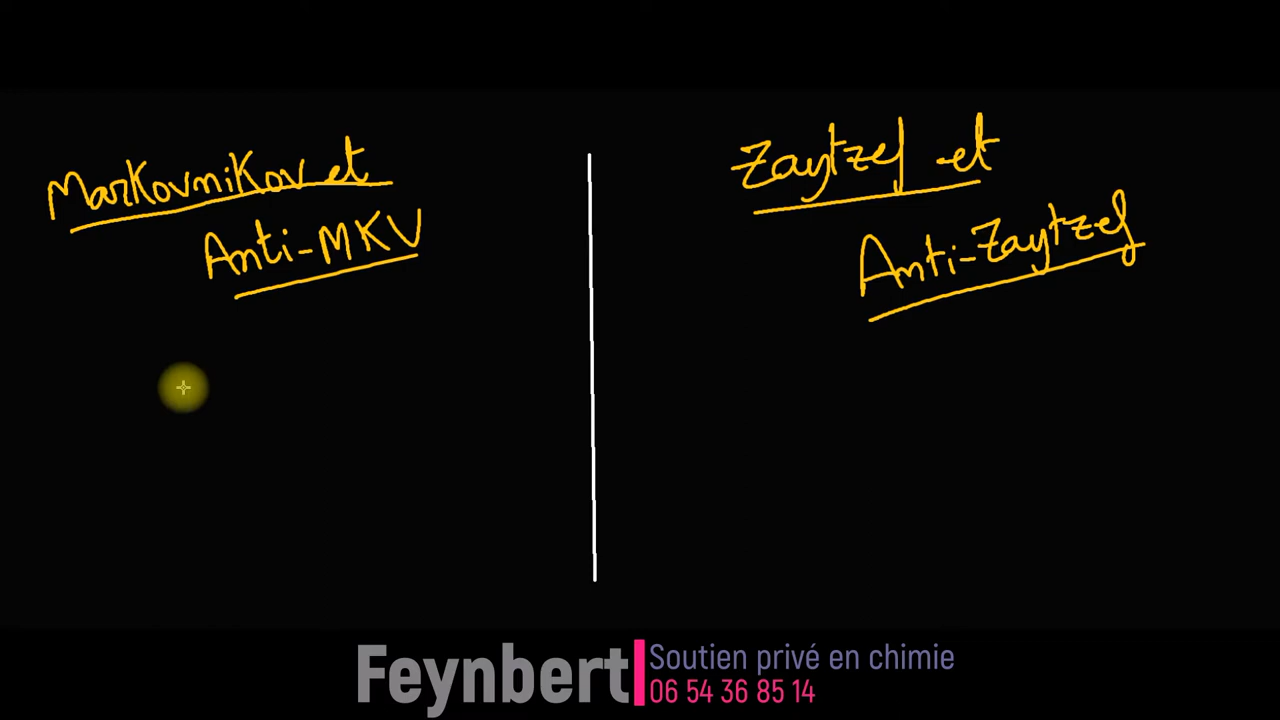 Markovnikov et
Anti-MKV
Zaytzef et
Anti-Zaytzef
Feynbert
Soutien privé en chimie
06 54 36 85 14